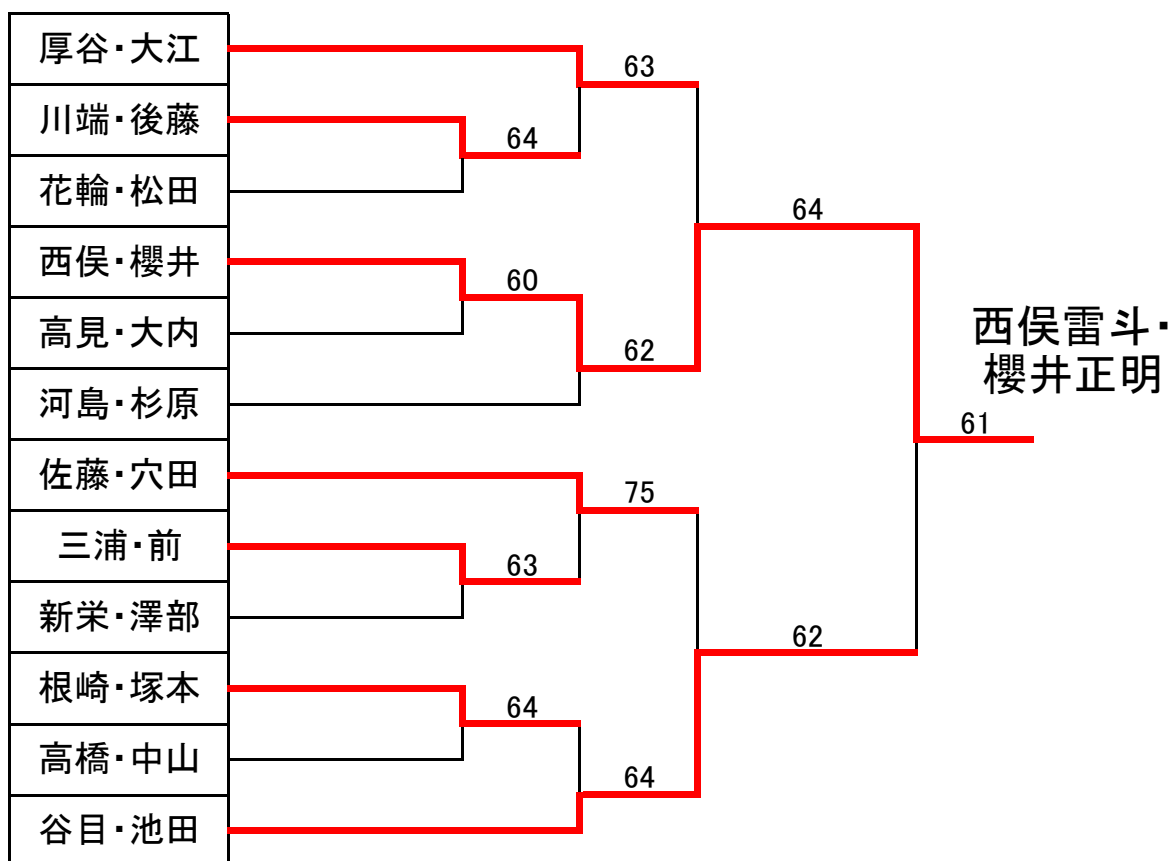 厚谷・大江
川端・後藤
花輪・松田
西俣・櫻井
高見・大内
河島・杉原
佐藤・穴田
三浦・前
新栄・澤部
根崎・塚本
高橋・中山
谷目・池田
64
60
63
64
63
62
75
64
64
62
61
西俣雷斗・
櫻井正明